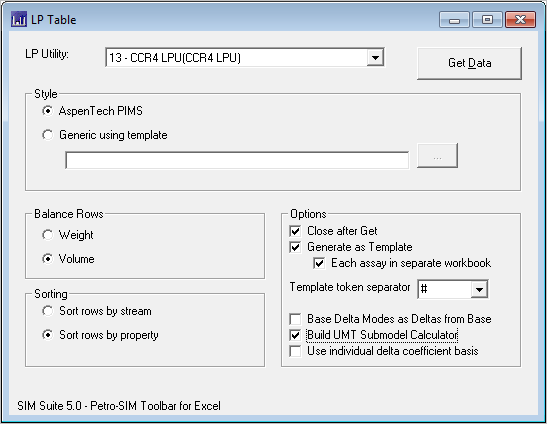 LP Table
LP Utility:
13 - CCR4 LPU(CCR4 LPU)
Get Data
Style
AspenTech PIMS
Generic using template
...
Balance Rows
Weight
Volume
Sorting
Sort rows by stream
Sort rows by property
Options
Close after Get
Generate as Template
Each assay in separate workbook
Template token separator #
Base Delta Modes as Deltas from Base
Build UMT Submodel Calculator
Use individual delta coefficient basis
SIM Suite 5.0 - Petro-SIM Toolbar for Excel